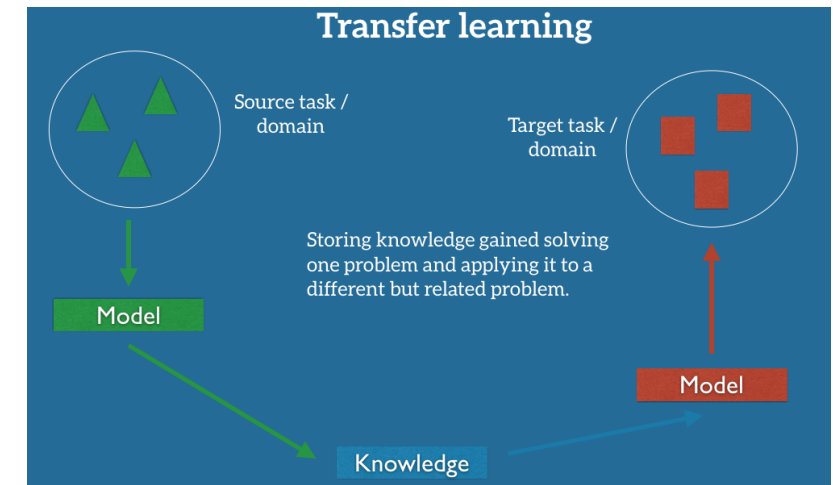 Transfer learning
Source task /
domain
Target task /
domain
Storing knowledge gained solving
one problem and applying it to a
different but related problem.
Model
Model
Knowledge